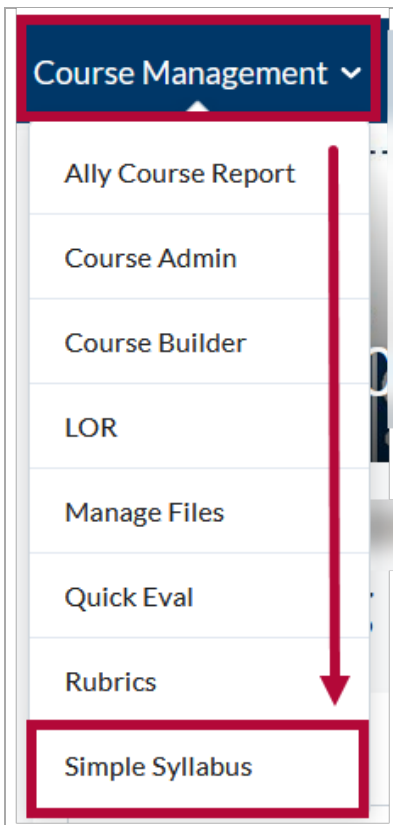 Course Management
Ally Course Report
Course Admin
Course Builder
LOR
Manage Files
Quick Eval
Rubrics
Simple Syllabus